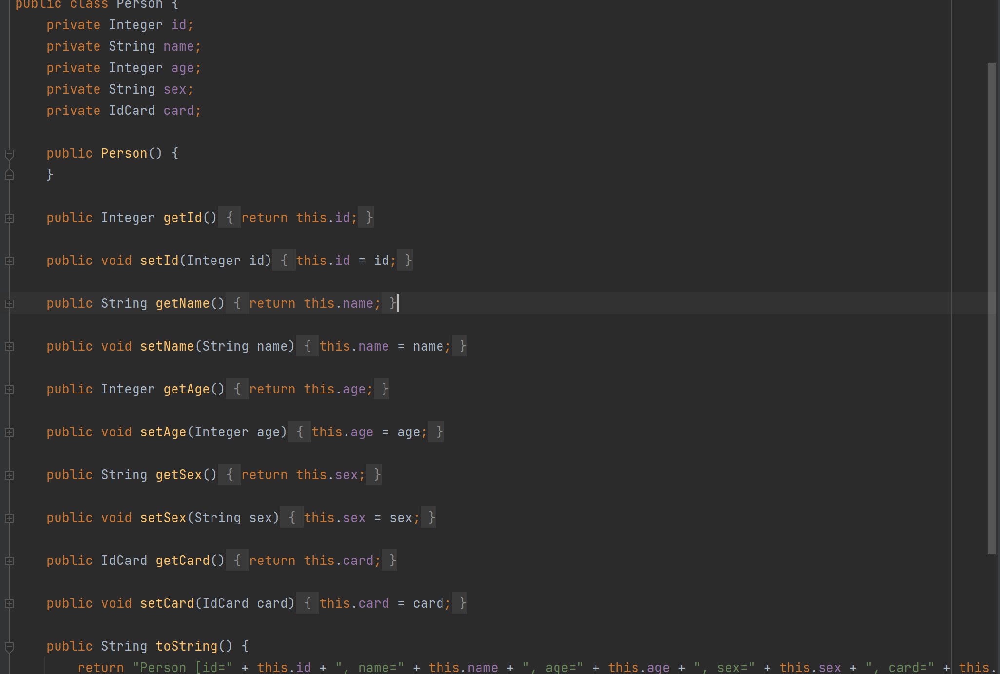 public class Person {
    private Integer id;
    private String name;
    private Integer age;
    private String sex;
    private IdCard card;
    public Person() {
    }
    public Integer getId() { return this.id; }
    public void setId(Integer id) { this.id = id; }
    public String getName() { return this.name; }
    public void setName(String name) { this.name = name; }
    public Integer getAge() { return this.age; }
    public void setAge(Integer age) { this.age = age; }
    public String getSex() { return this.sex; }
    public void setSex(String sex) { this.sex = sex; }
    public IdCard getCard() { return this.card; }
    public void setCard(IdCard card) { this.card = card; }
    public String toString() {
        return "Person [id=" + this.id + ", name=" + this.name + ", age=" + this.age + ", sex=" + this.sex + ", card=" + this.